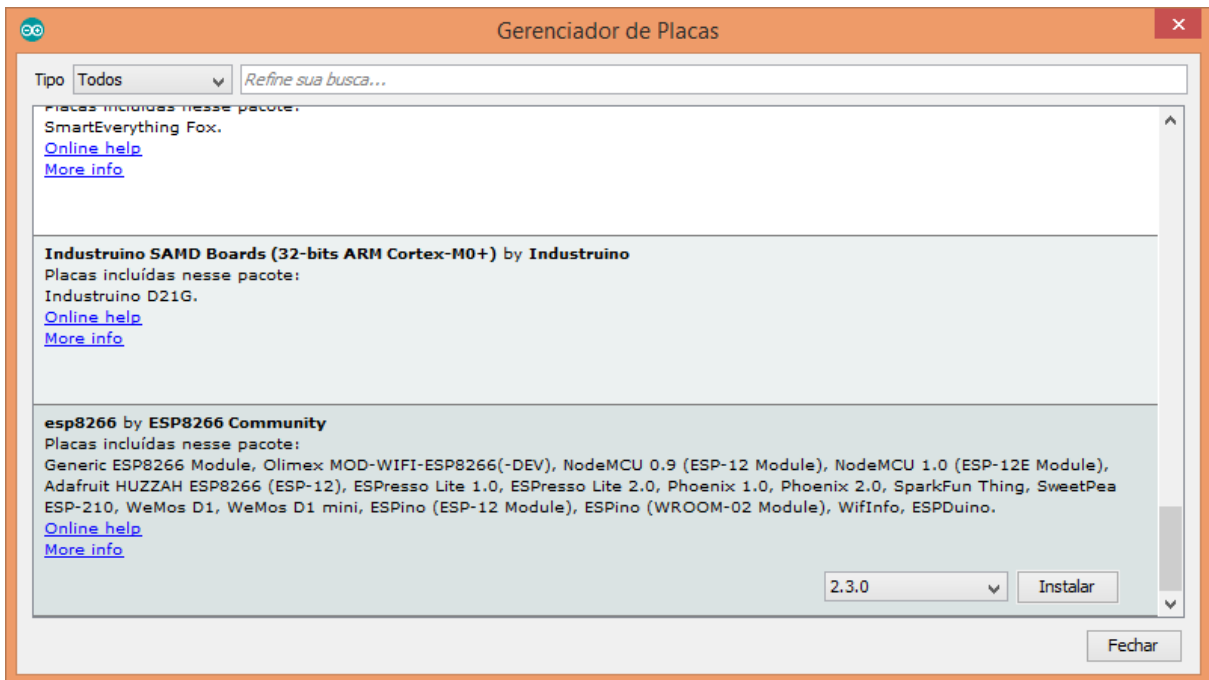 Gerenciador de Placas
Tipo Todos Refine sua busca...
Placas incluídas nesse pacote:
SmartEverything Fox.
Online help
More info
Industruino SAMD Boards (32-bits ARM Cortex-M0+) by Industruino
Placas incluídas nesse pacote:
Industruino D21G.
Online help
More info
esp8266 by ESP8266 Community
Placas incluídas nesse pacote:
Generic ESP8266 Module, Olimex MOD-WIFI-ESP8266(-DEV), NodeMCU 0.9 (ESP-12 Module), NodeMCU 1.0 (ESP-12E Module),
Adafruit HUZZAH ESP8266 (ESP-12), ESPresso Lite 1.0, ESPresso Lite 2.0, Phoenix 1.0, Phoenix 2.0, SparkFun Thing, SweetPea
ESP-210, WeMos D1, WeMos D1 mini, ESPino (ESP-12 Module), ESPino (WROOM-02 Module), WifInfo, ESPDuino.
Online help
More info
2.3.0 Instalar
Fechar